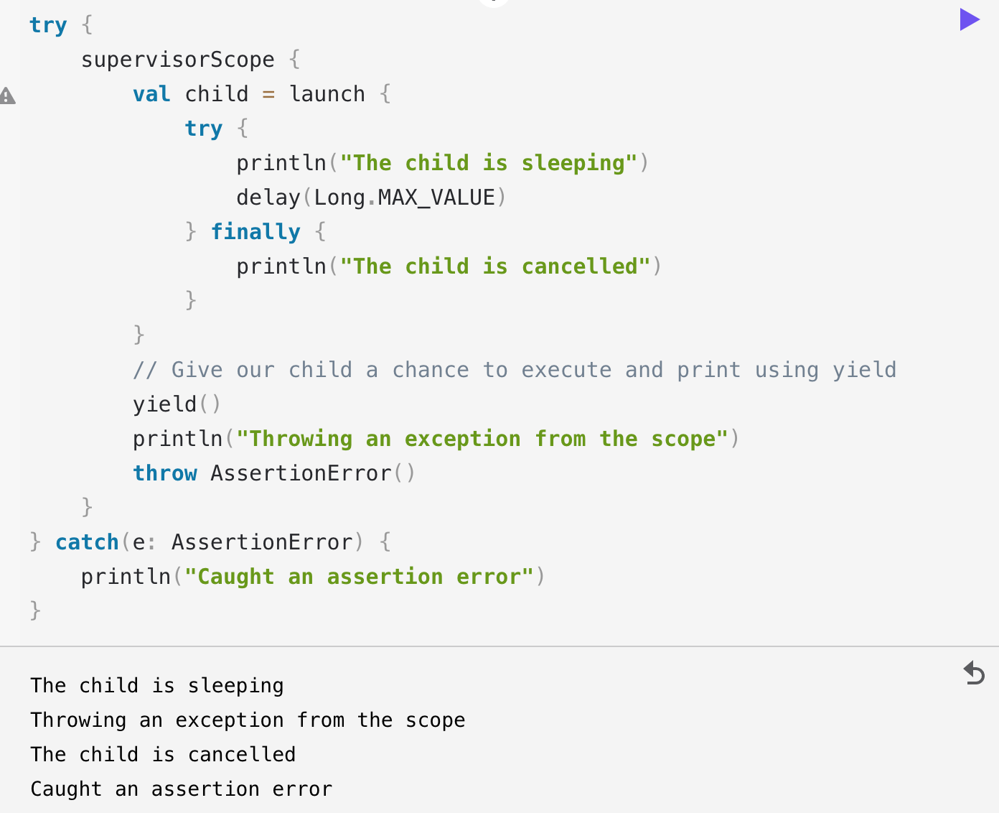 try {
    supervisorScope {
        val child = launch {
            try {
                println("The child is sleeping")
                delay(Long.MAX_VALUE)
            } finally {
                println("The child is cancelled")
            }
        }
        // Give our child a chance to execute and print using yield
        yield()
        println("Throwing an exception from the scope")
        throw AssertionError()
    }
} catch(e: AssertionError) {
    println("Caught an assertion error")
}
The child is sleeping
Throwing an exception from the scope
The child is cancelled
Caught an assertion error